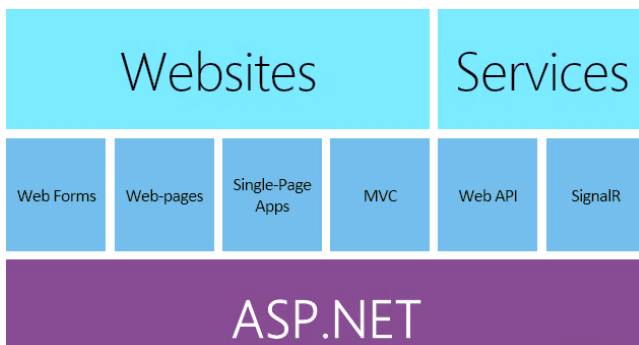 Websites
Services
Web Forms
Web-pages
Single-Page
Apps
MVC
Web API
SignalR
ASP.NET